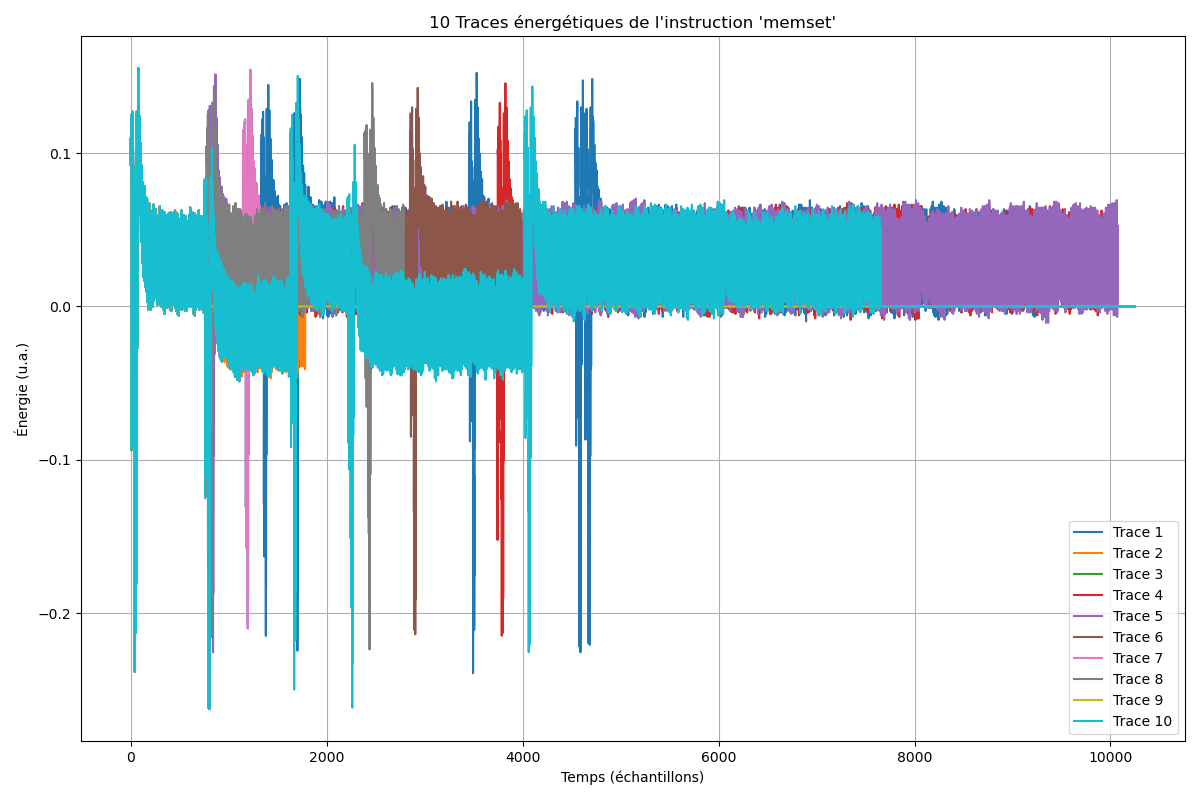 10 Traces énergétiques de l'instruction 'memset'
Énergie (u.a.)
0.1
0.0
−0.1
−0.2
0 2000 4000 6000 8000 10000
Temps (échantillons)
Trace 1
Trace 2
Trace 3
Trace 4
Trace 5
Trace 6
Trace 7
Trace 8
Trace 9
Trace 10